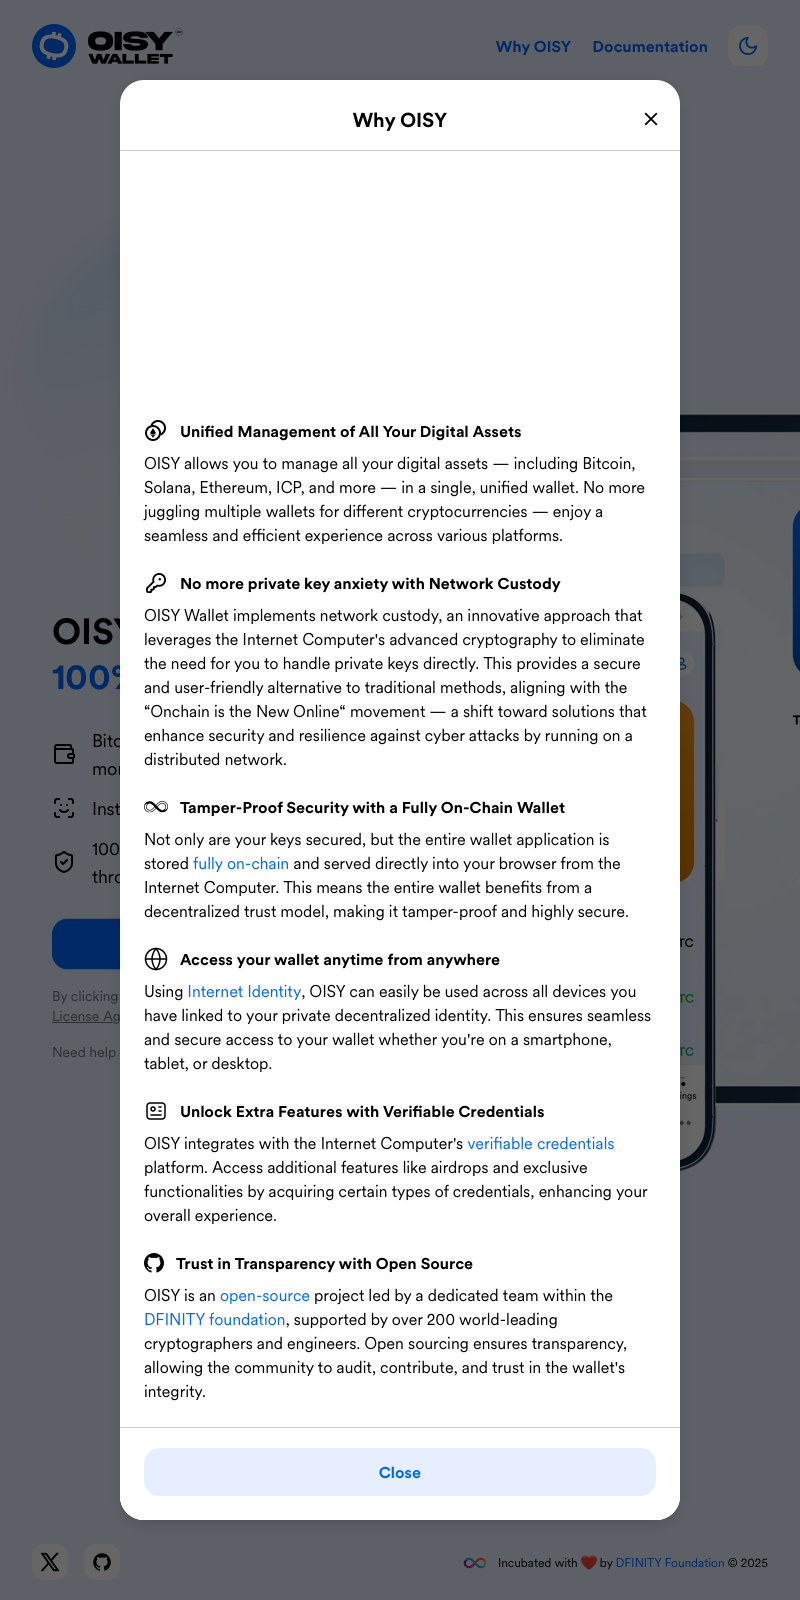 OISY
WALLET
Why OISY
Documentation
Why OISY
Unified Management of All Your Digital Assets
OISY allows you to manage all your digital assets — including Bitcoin,
Solana, Ethereum, ICP, and more — in a single, unified wallet. No more
juggling multiple wallets for different cryptocurrencies — enjoy a
seamless and efficient experience across various platforms.
No more private key anxiety with Network Custody
OISY Wallet implements network custody, an innovative approach that
leverages the Internet Computer's advanced cryptography to eliminate
the need for you to handle private keys directly. This provides a secure
and user-friendly alternative to traditional methods, aligning with the
“Onchain is the New Online“ movement — a shift toward solutions that
enhance security and resilience against cyber attacks by running on a
distributed network.
Tamper-Proof Security with a Fully On-Chain Wallet
Not only are your keys secured, but the entire wallet application is
stored fully on-chain and served directly into your browser from the
Internet Computer. This means the entire wallet benefits from a
decentralized trust model, making it tamper-proof and highly secure.
Access your wallet anytime from anywhere
Using Internet Identity, OISY can easily be used across all devices you
have linked to your private decentralized identity. This ensures seamless
and secure access to your wallet whether you're on a smartphone,
tablet, or desktop.
Unlock Extra Features with Verifiable Credentials
OISY integrates with the Internet Computer's verifiable credentials
platform. Access additional features like airdrops and exclusive
functionalities by acquiring certain types of credentials, enhancing your
overall experience.
Trust in Transparency with Open Source
OISY is an open-source project led by a dedicated team within the
DFINITY foundation, supported by over 200 world-leading
cryptographers and engineers. Open sourcing ensures transparency,
allowing the community to audit, contribute, and trust in the wallet's
integrity.
Close
OISY
100%
Inst
100
By clicking
License Ag
Need help
TC
TC
TC
ngs
Incubated with ❤️ by DFINITY Foundation © 2025